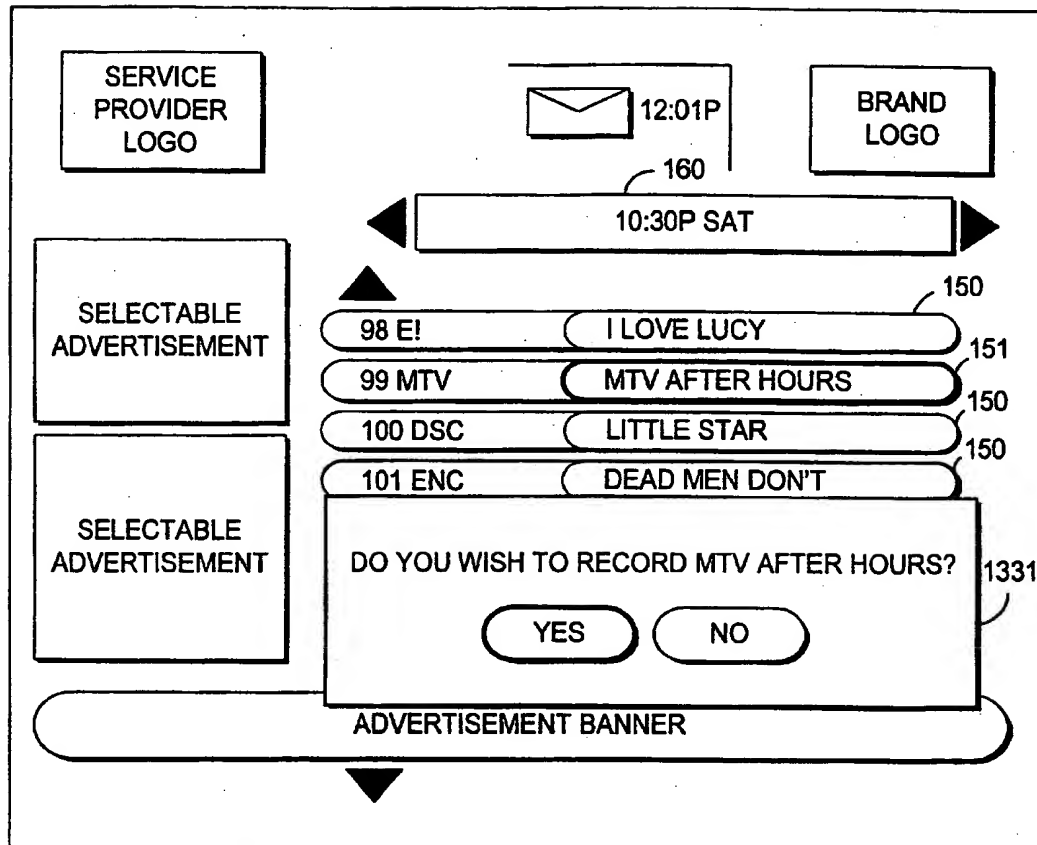 SERVICE
PROVIDER
LOGO
12:01P
BRAND
LOGO
160
10:30P SAT
SELECTABLE
ADVERTISEMENT
150
98 E! I LOVE LUCY
151
99 MTV MTV AFTER HOURS
150
100 DSC LITTLE STAR
150
101 ENC DEAD MEN DON'T
SELECTABLE
ADVERTISEMENT
DO YOU WISH TO RECORD MTV AFTER HOURS?
1331
YES NO
ADVERTISEMENT BANNER